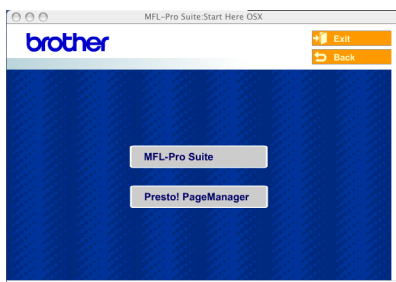 MFL-Pro Suite:Start Here OSX
brother
Exit
Back
MFL-Pro Suite
Presto! PageManager